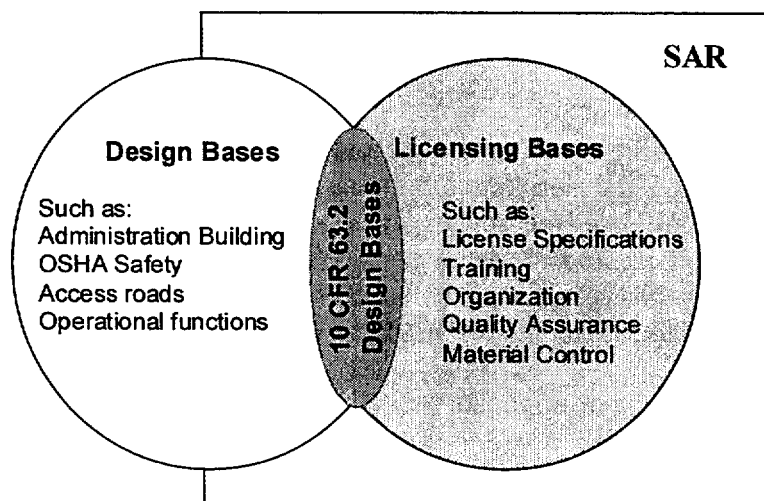 SAR
Design Bases
Such as:
Administration Building
OSHA Safety
Access roads
Operational functions
10 CFR 63.2
Design Bases
Licensing Bases
Such as:
License Specifications
Training
Organization
Quality Assurance
Material Control